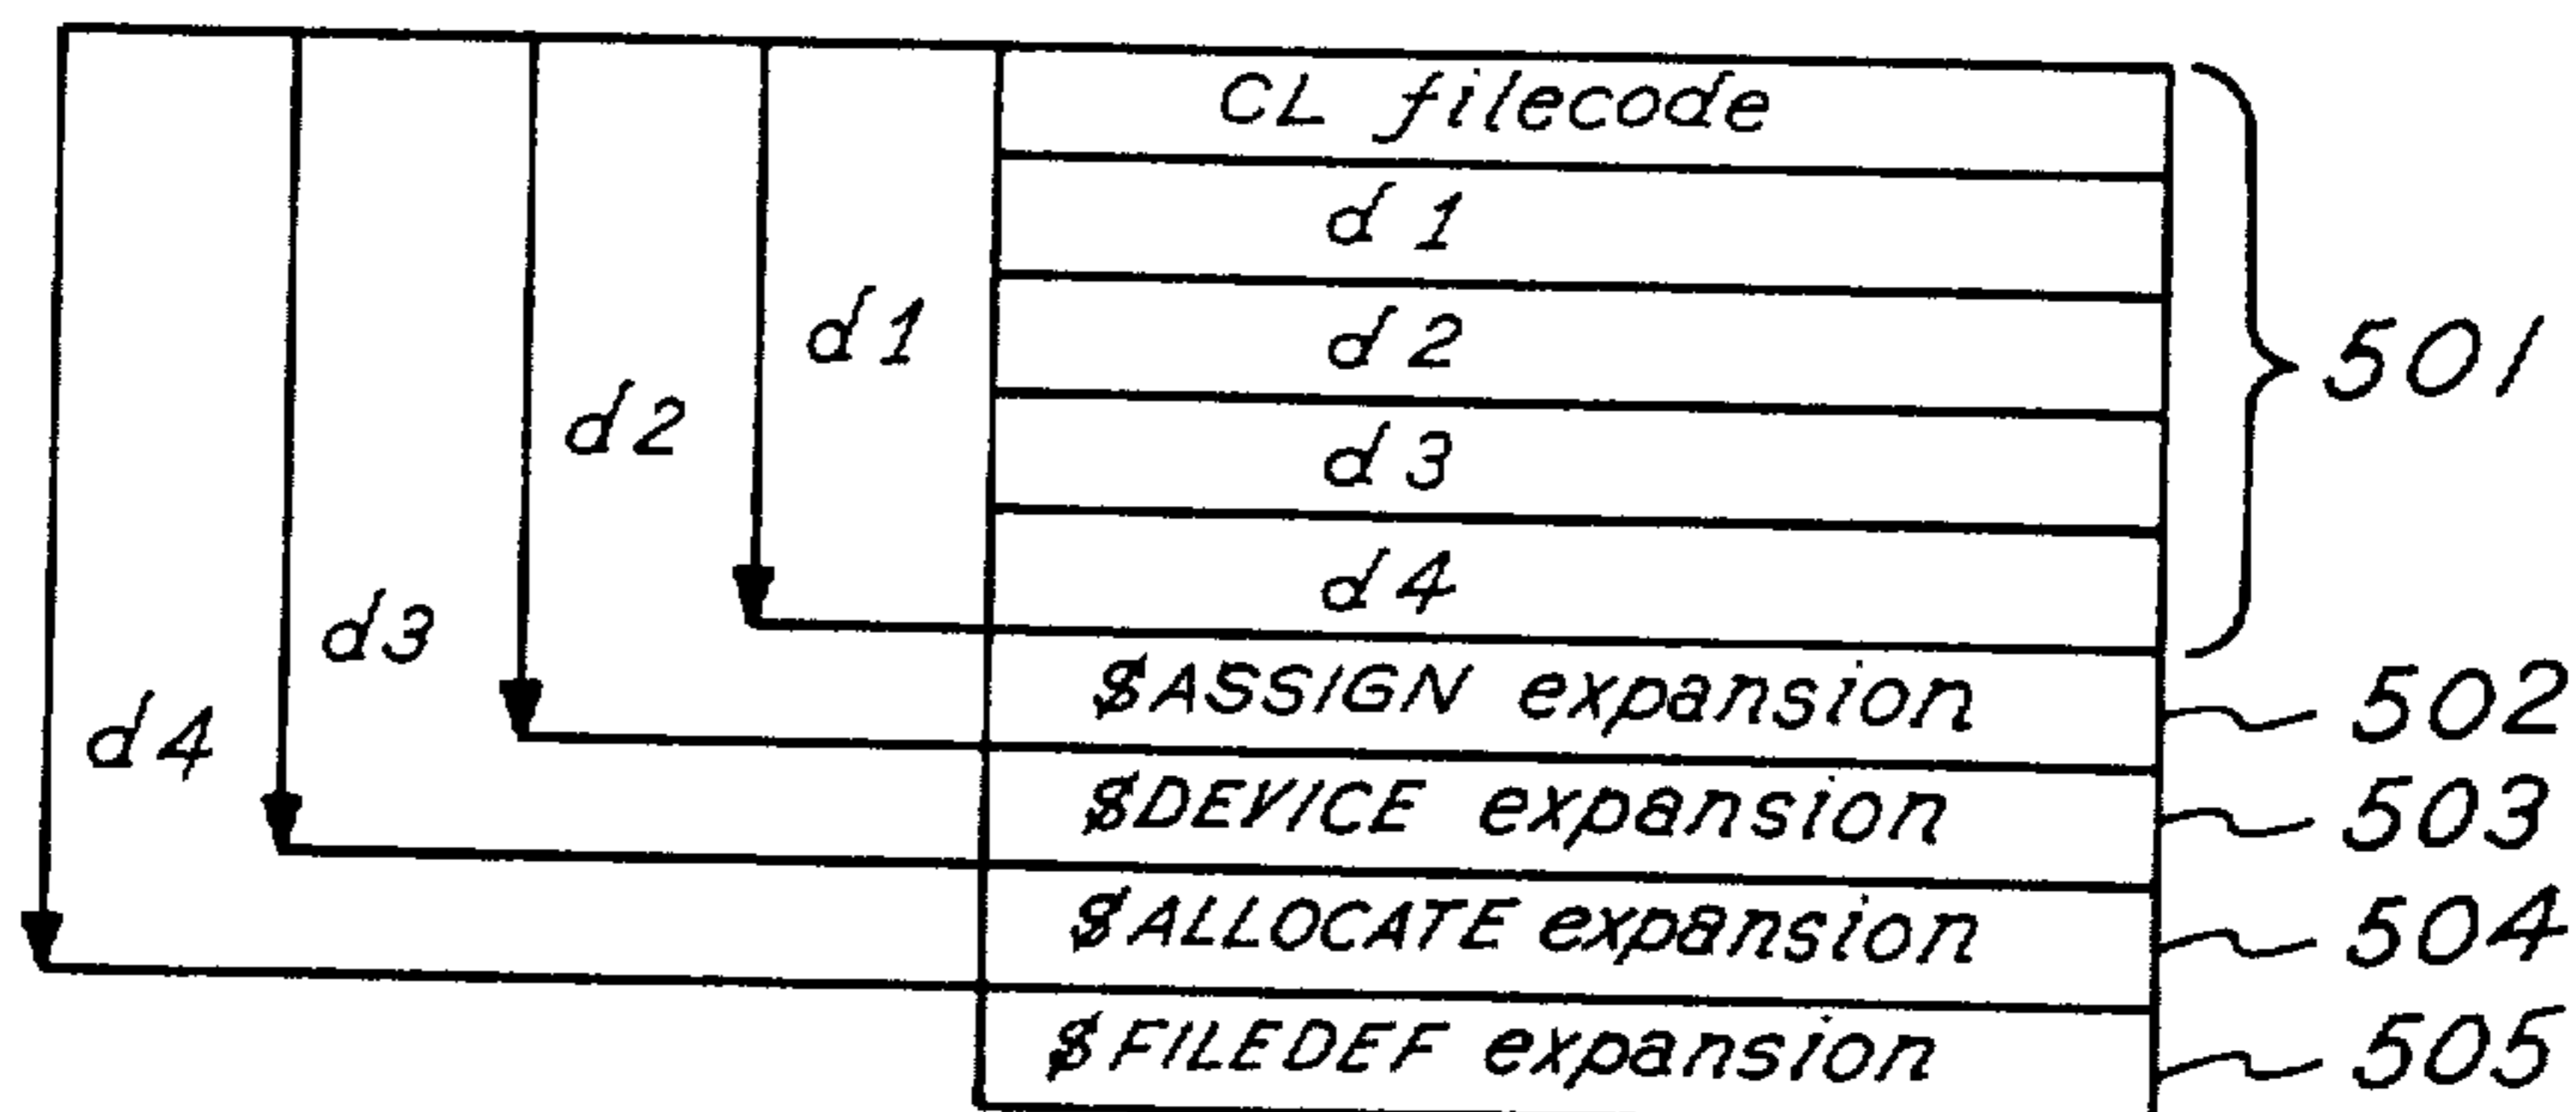 CL filecode
d1
d2
d3
d4
501
d1
d2
d3
d4
$ASSIGN expansion 502
$DEVICE expansion 503
$ALLOCATE expansion 504
$FILEDEF expansion 505